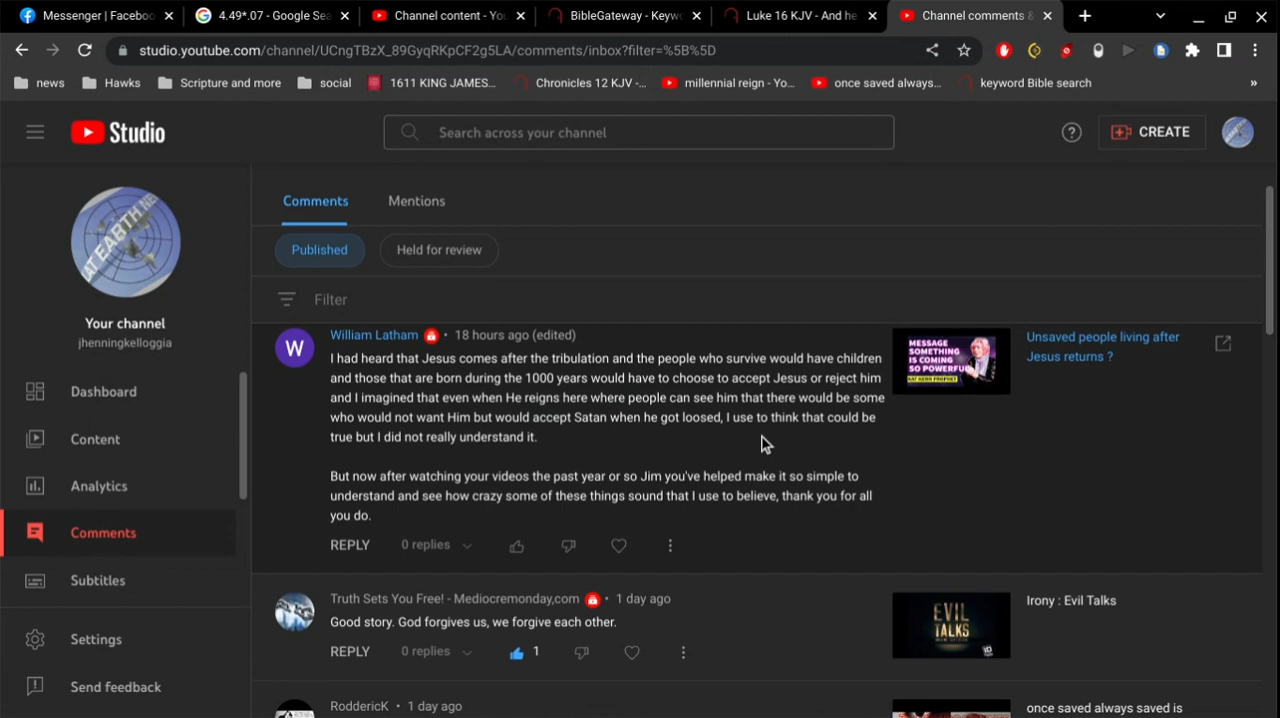 Messenger | Faceboo
4.49*.07 - Google Sea
Channel content - You
BibleGateway - Keywo
Luke 16 KJV - And he
Channel comments &
studio.youtube.com/channel/UCngTBzX_89GyqRKpCF2g5LA/comments/inbox?filter=%5B%5D
news
Hawks
Scripture and more
social
1611 KING JAMES...
Chronicles 12 KJV -...
millennial reign - Yo...
once saved always...
keyword Bible search
»
Studio
Search across your channel
CREATE
Your channel
jhenningkelloggia
Dashboard
Content
Analytics
Comments
Subtitles
Settings
Send feedback
Comments
Mentions
Published
Held for review
Filter
W
William Latham • 18 hours ago (edited)
I had heard that Jesus comes after the tribulation and the people who survive would have children
and those that are born during the 1000 years would have to choose to accept Jesus or reject him
and I imagined that even when He reigns here where people can see him that there would be some
who would not want Him but would accept Satan when he got loosed, I use to think that could be
true but I did not really understand it.
But now after watching your videos the past year or so Jim you've helped make it so simple to
understand and see how crazy some of these things sound that I use to believe, thank you for all
you do.
REPLY
0 replies
MESSAGE
SOMETHING
IS COMING
SO POWERFUL
KAT KERR PROPHET
Unsaved people living after
Jesus returns ?
Truth Sets You Free! - Mediocremonday,com • 1 day ago
Good story. God forgives us, we forgive each other.
REPLY
0 replies
1
EVIL
TALKS
ID
Irony : Evil Talks
RodderickK • 1 day ago
once saved always saved is